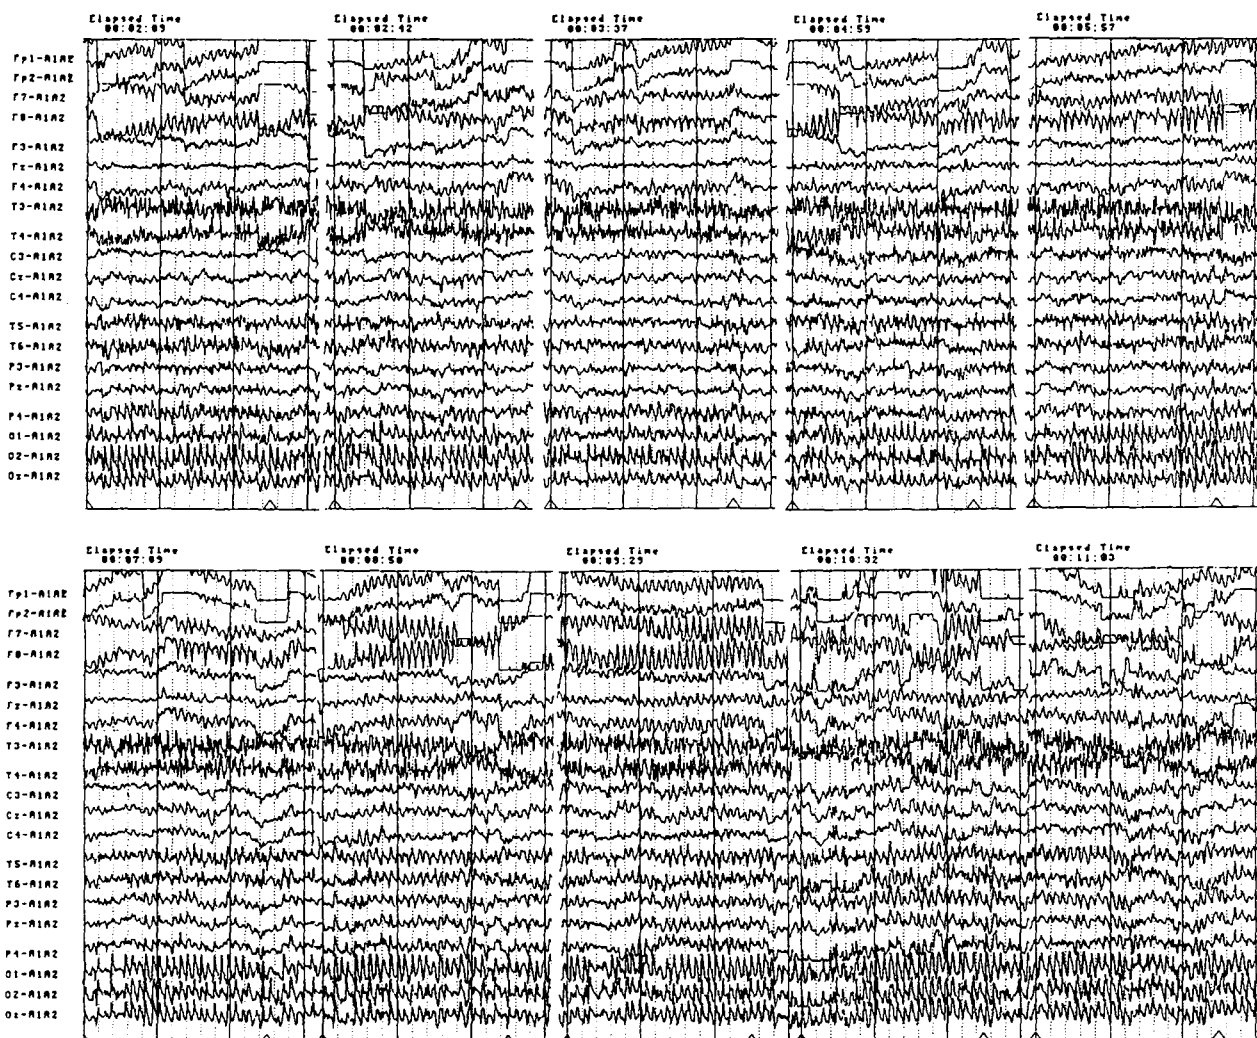 Elapsed Time Elapsed Time Elapsed Time Elapsed Time Elapsed Time
00:02:09 00:02:42 00:03:37 00:04:59 00:05:57
Fp1-A1A2
Fp2-A1A2
F7-A1A2
F8-A1A2
F3-A1A2
Fz-A1A2
F4-A1A2
T3-A1A2
T4-A1A2
C3-A1A2
Cz-A1A2
C4-A1A2
T5-A1A2
T6-A1A2
P3-A1A2
Pz-A1A2
P4-A1A2
O1-A1A2
O2-A1A2
Oz-A1A2
Elapsed Time Elapsed Time Elapsed Time Elapsed Time Elapsed Time
00:07:09 00:08:50 00:09:29 00:10:32 00:11:03
Fp1-A1A2
Fp2-A1A2
F7-A1A2
F8-A1A2
F3-A1A2
Fz-A1A2
F4-A1A2
T3-A1A2
T4-A1A2
C3-A1A2
Cz-A1A2
C4-A1A2
T5-A1A2
T6-A1A2
P3-A1A2
Pz-A1A2
P4-A1A2
O1-A1A2
O2-A1A2
Oz-A1A2